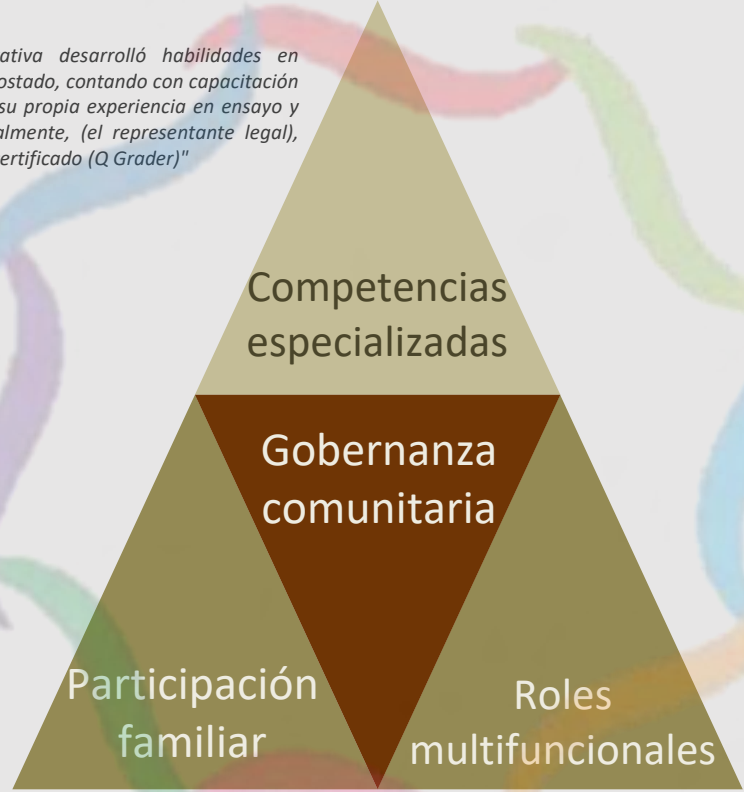 ativa desarrolló habilidades en
ostado, contando con capacitación
su propia experiencia en ensayo y
almente, (el representante legal),
ertificado (Q Grader)"
Competencias
especializadas
Gobernanza
comunitaria
Participación
familiar
Roles
multifuncionales